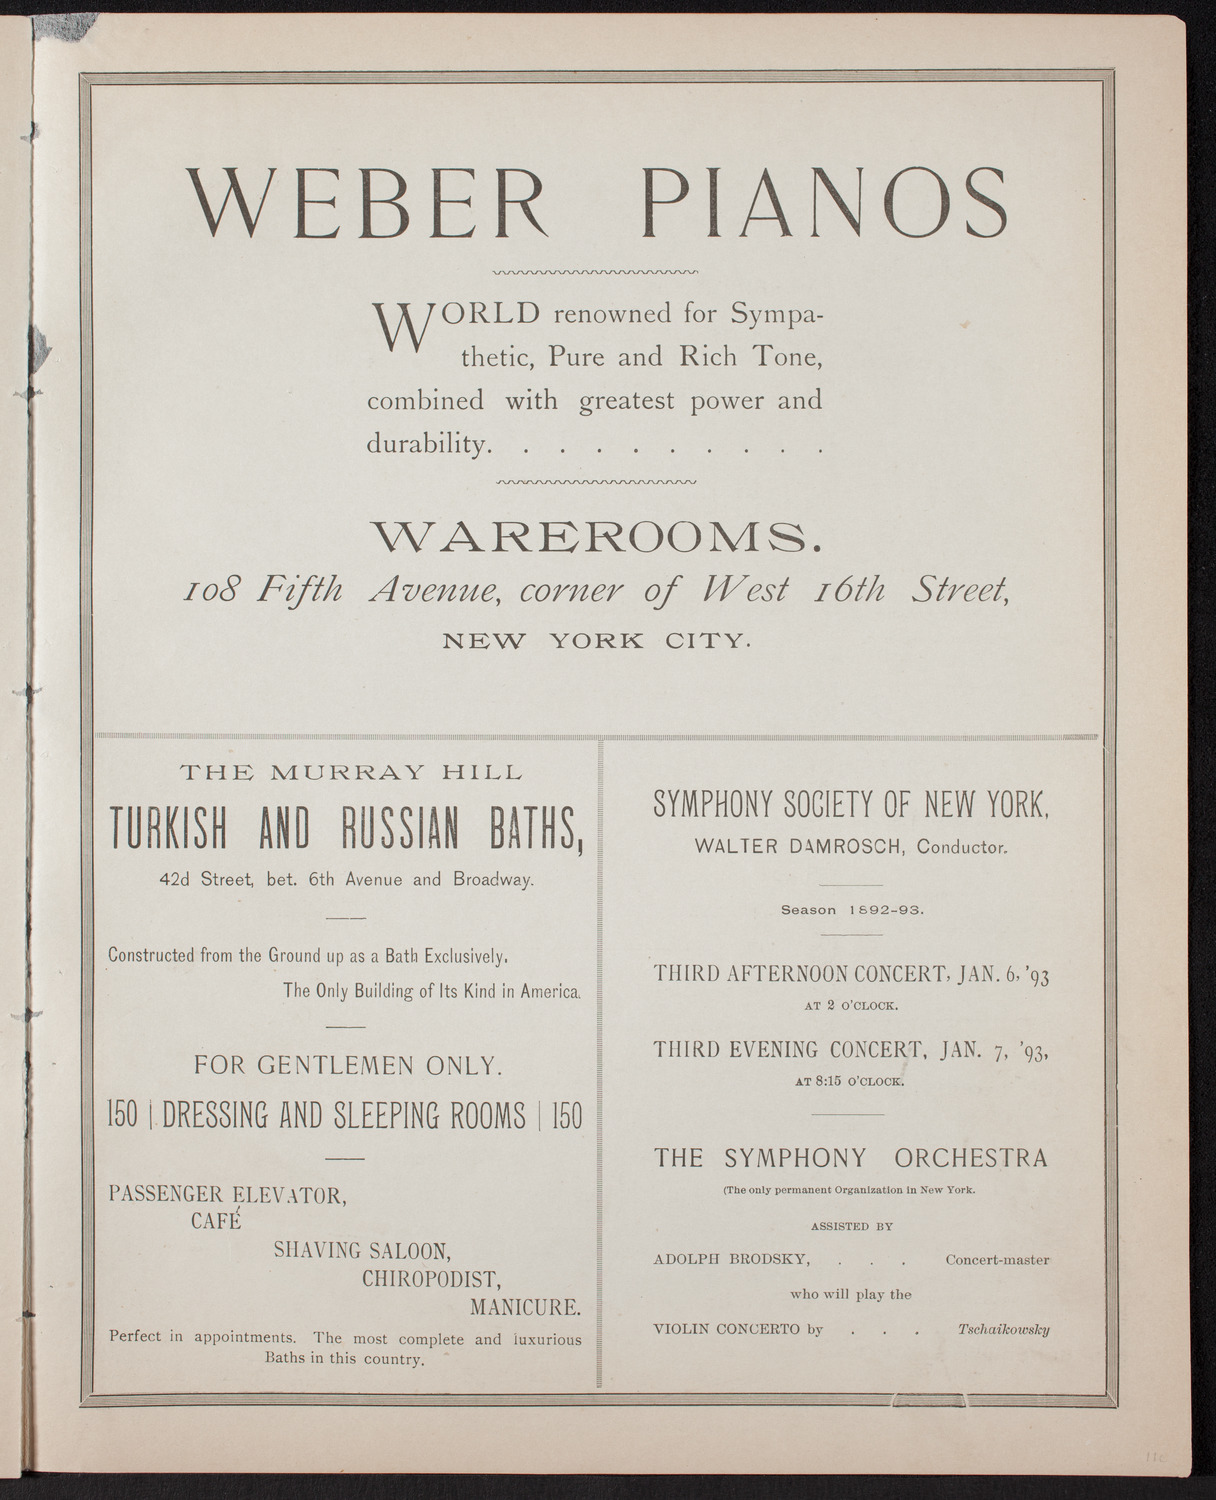 WEBER PIANOS
WORLD renowned for Sympa-
thetic, Pure and Rich Tone,
combined with greatest power and
durability. . . . . . . . . .
WAREROOMS.
108 Fifth Avenue, corner of West 16th Street,
NEW YORK CITY.
THE MURRAY HILL
TURKISH AND RUSSIAN BATHS,
42d Street, bet. 6th Avenue and Broadway.
Constructed from the Ground up as a Bath Exclusively.
The Only Building of Its Kind in America.
FOR GENTLEMEN ONLY.
150 | DRESSING AND SLEEPING ROOMS | 150
PASSENGER ELEVATOR,
CAFÉ
SHAVING SALOON,
CHIROPODIST,
MANICURE.
Perfect in appointments. The most complete and luxurious
Baths in this country.
SYMPHONY SOCIETY OF NEW YORK,
WALTER DAMROSCH, Conductor.
Season 1892-93.
THIRD AFTERNOON CONCERT, JAN. 6, '93
AT 2 O'CLOCK.
THIRD EVENING CONCERT, JAN. 7, '93,
AT 8:15 O'CLOCK.
THE SYMPHONY ORCHESTRA
(The only permanent Organization in New York.
ASSISTED BY
ADOLPH BRODSKY, . . . Concert-master
who will play the
VIOLIN CONCERTO by . . . Tschaikowsky